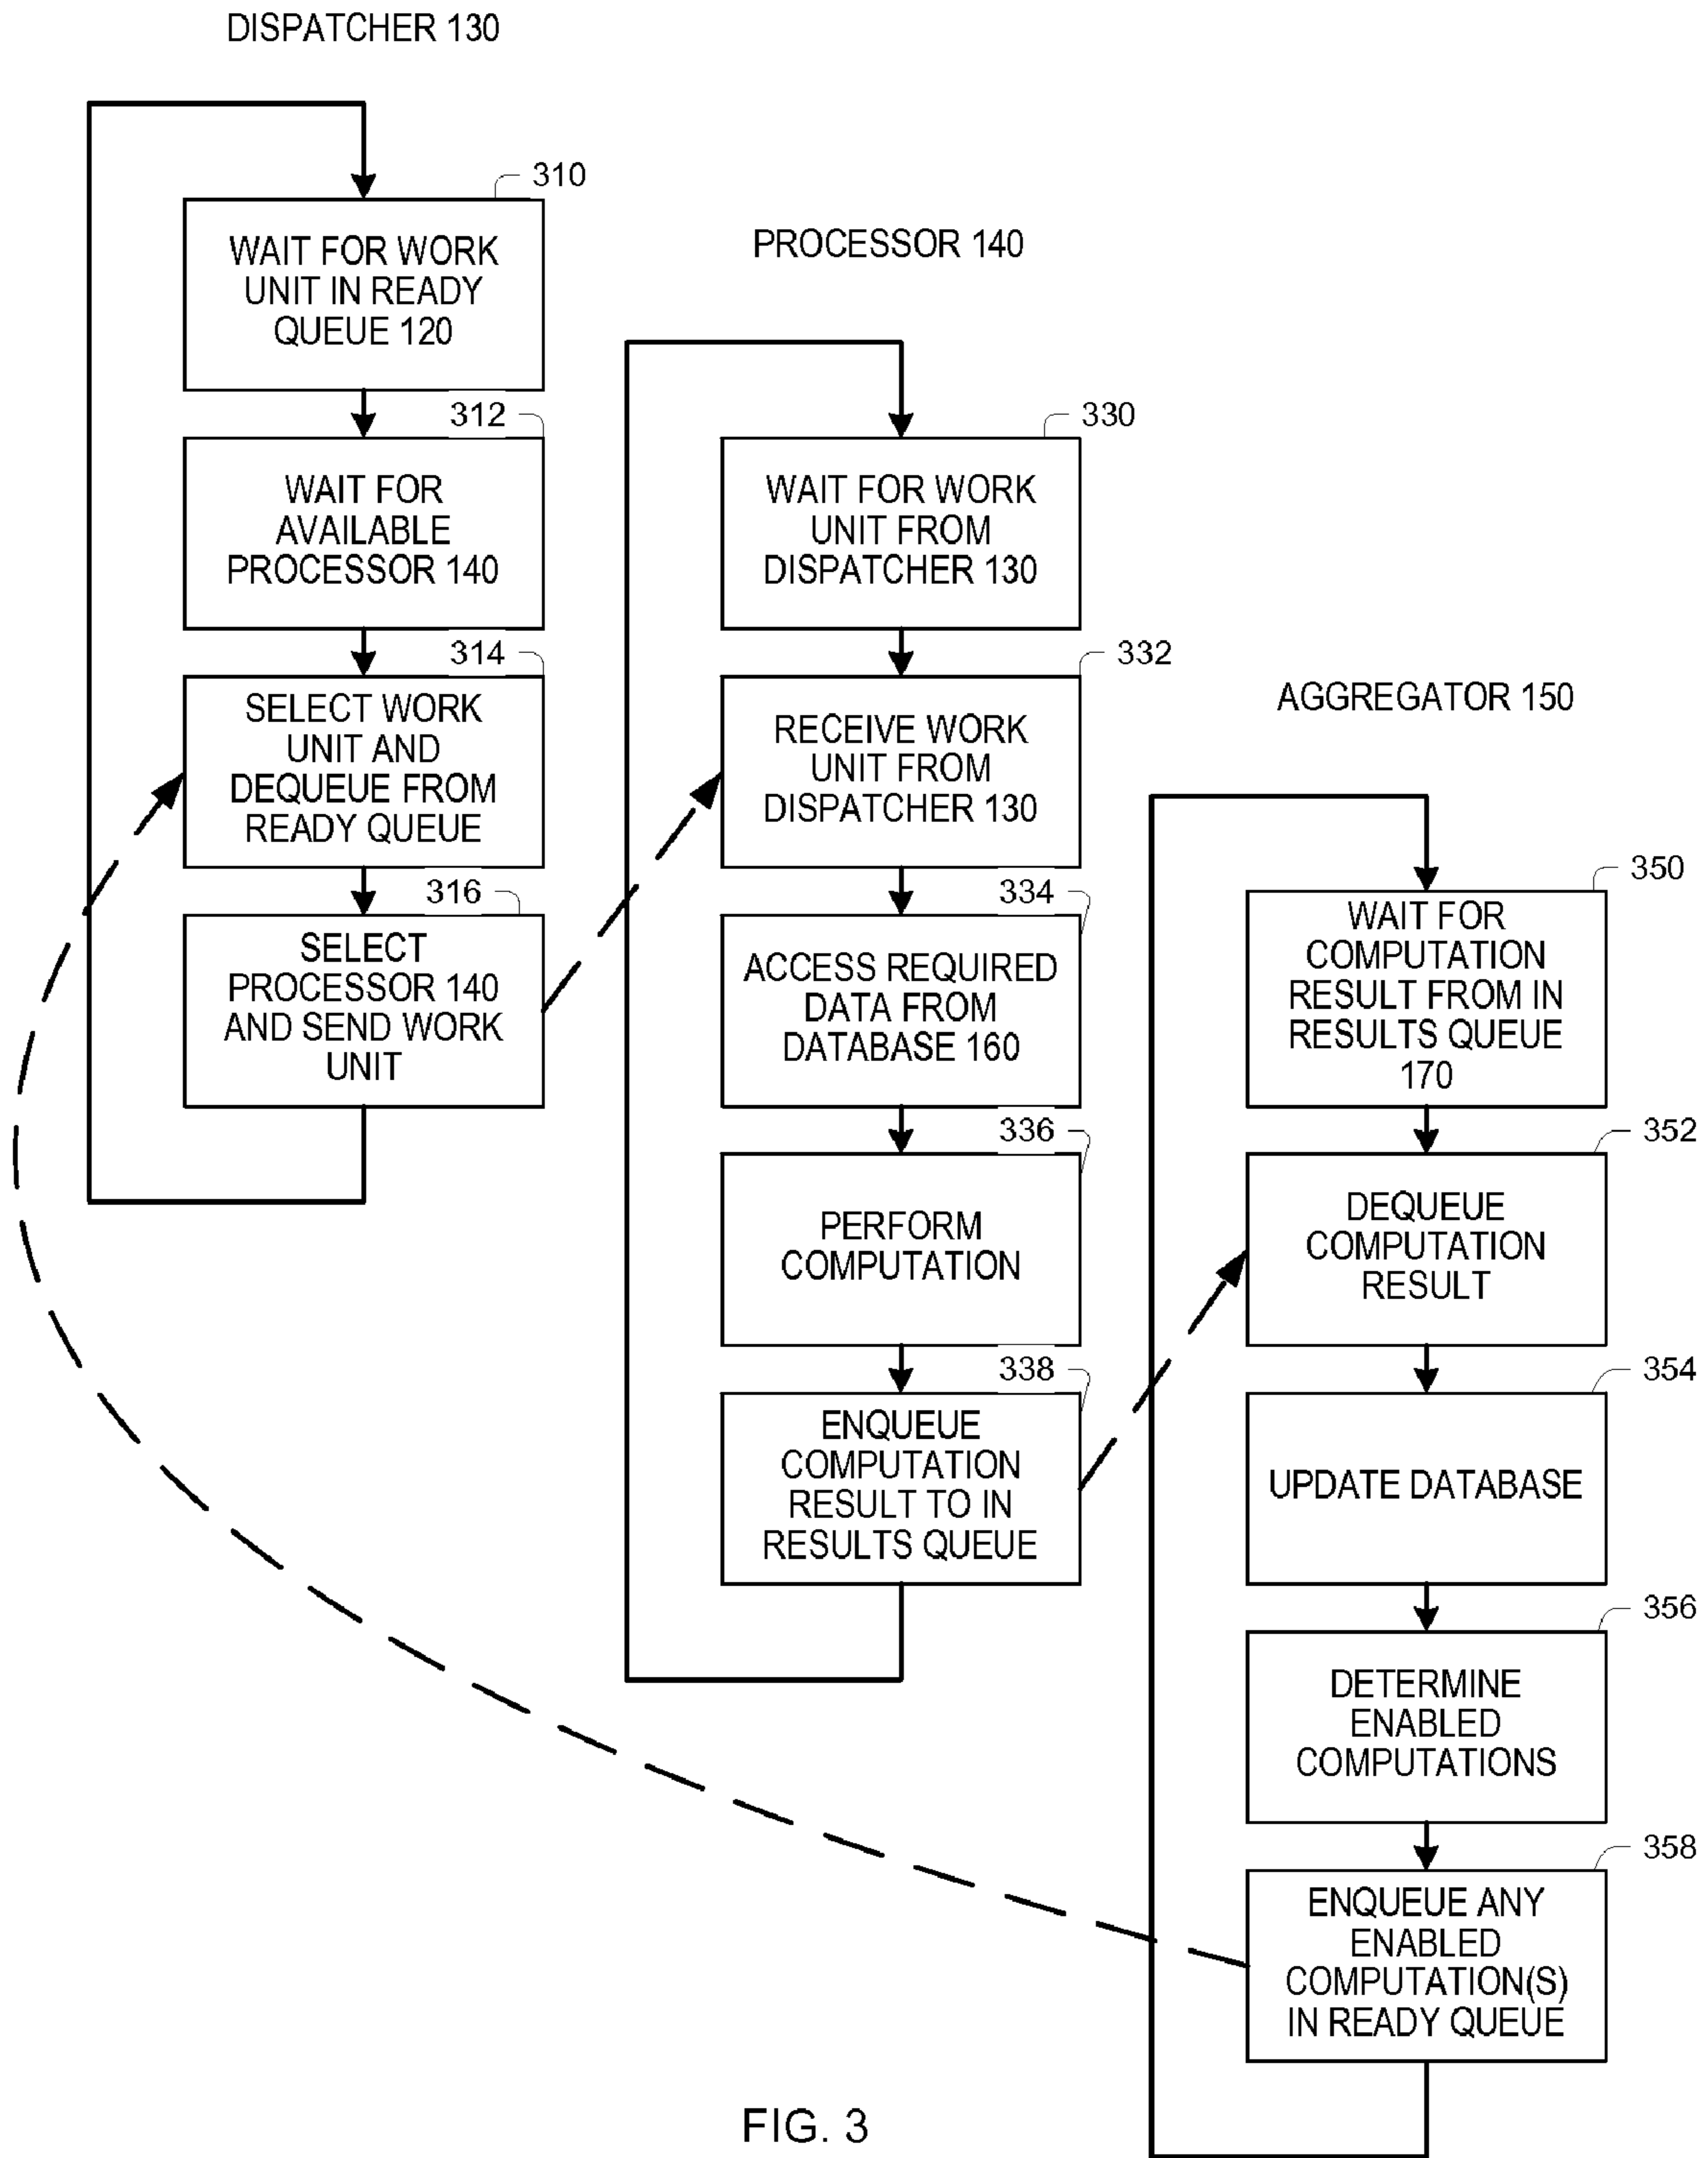 DISPATCHER 130
310
WAIT FOR WORK
UNIT IN READY
QUEUE 120
312
WAIT FOR
AVAILABLE
PROCESSOR 140
314
SELECT WORK
UNIT AND
DEQUEUE FROM
READY QUEUE
316
SELECT
PROCESSOR 140
AND SEND WORK
UNIT
PROCESSOR 140
330
WAIT FOR WORK
UNIT FROM
DISPATCHER 130
332
RECEIVE WORK
UNIT FROM
DISPATCHER 130
334
ACCESS REQUIRED
DATA FROM
DATABASE 160
336
PERFORM
COMPUTATION
338
ENQUEUE
COMPUTATION
RESULT TO IN
RESULTS QUEUE
AGGREGATOR 150
350
WAIT FOR
COMPUTATION
RESULT FROM IN
RESULTS QUEUE
170
352
DEQUEUE
COMPUTATION
RESULT
354
UPDATE DATABASE
356
DETERMINE
ENABLED
COMPUTATIONS
358
ENQUEUE ANY
ENABLED
COMPUTATION(S)
IN READY QUEUE
FIG. 3